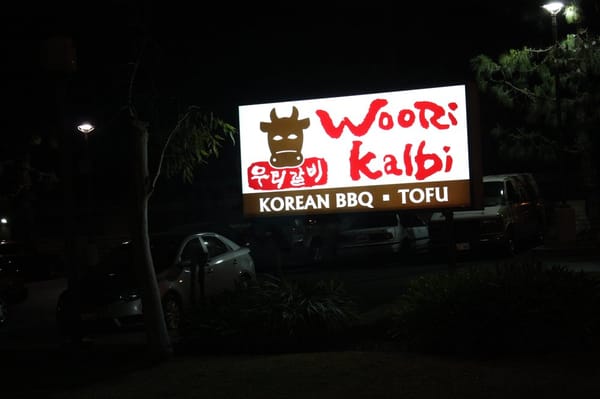 WOORI
Kalbi
우리갈비
KOREAN BBQ ▪ TOFU